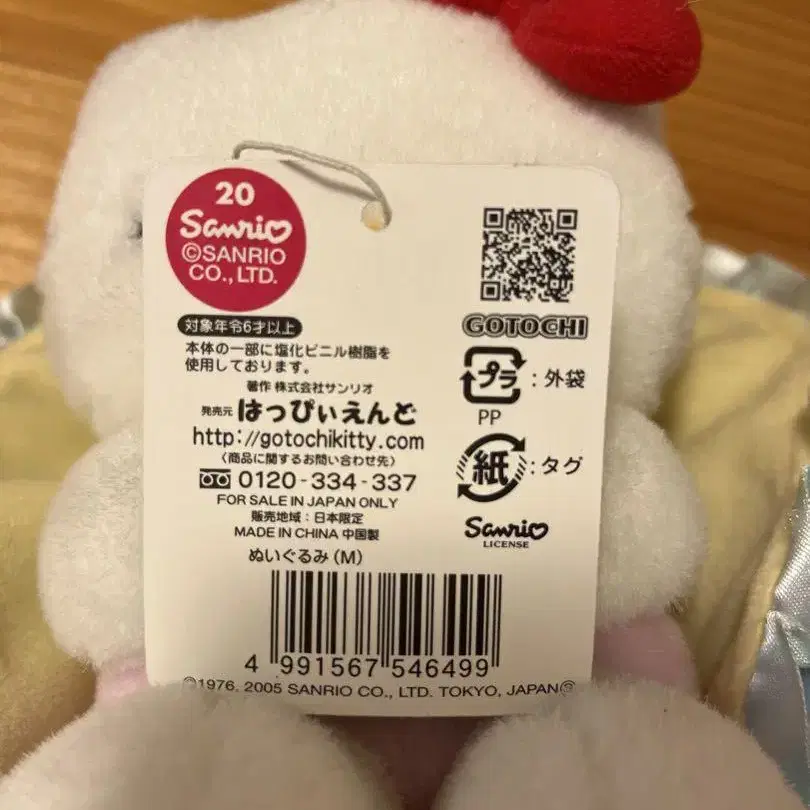 20
Sanrio
©SANRIO
CO., LTD.
対象年令6才以上
本体の一部に塩化ビニル樹脂を
使用しております。
著作 株式会社サンリオ
発売元 はっぴぃえんど
http://gotochikitty.com
〈商品に関するお問い合わせ先〉
0120-334-337
FOR SALE IN JAPAN ONLY
販売地域：日本限定
MADE IN CHINA 中国製
ぬいぐるみ（M）
4 991567 546499
©1976, 2005 SANRIO CO., LTD. TOKYO, JAPAN Ⓢ
GOTOCHI
プラ：外袋
PP
紙：タグ
Sanrio
LICENSE